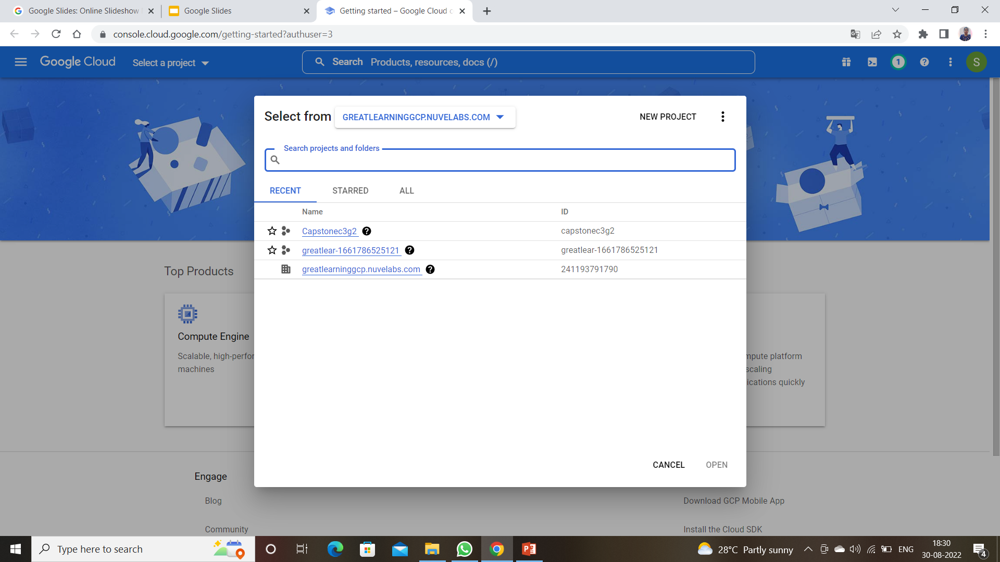 Google Slides: Online Slideshow
Google Slides
Getting started – Google Cloud c
console.cloud.google.com/getting-started?authuser=3
Google Cloud
Select a project
Search Products, resources, docs (/)
1
S
Select from GREATLEARNINGGCP.NUVELABS.COM
NEW PROJECT
Search projects and folders
RECENT STARRED ALL
Name ID
Capstonec3g2 capstonec3g2
greatlear-1661786525121 greatlear-1661786525121
greatlearninggcp.nuvelabs.com 241193791790
Top Products
Compute Engine
Scalable, high-perfor
machines
mpute platform
scaling
ications quickly
CANCEL OPEN
Engage
Blog
Download GCP Mobile App
Community
Install the Cloud SDK
Type here to search
28°C Partly sunny
ENG
18:30
30-08-2022
4